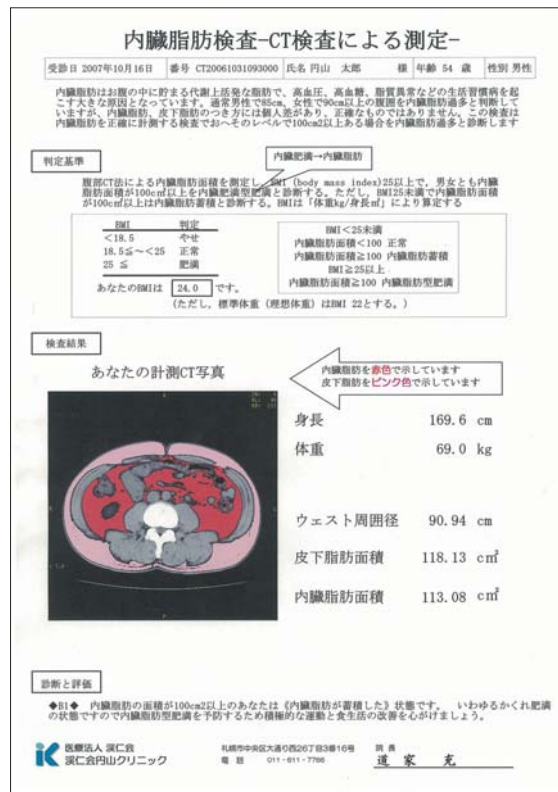 内臓脂肪検査-CT検査による測定-
受診日 2007年10月16日 番号 CT20061031093000 氏名 円山 太郎 様 年齢 54 歳 性別 男性
内臓脂肪はお腹の中に貯まる代謝上活発な脂肪で、高血圧、高血糖、脂質異常などの生活習慣病を起
こす大きな原因となっています。通常男性で85cm、女性で90cm以上の腹囲を内臓脂肪過多と判断して
いますが、内臓脂肪、皮下脂肪のつき方には個人差があり、正確なものではありません。この検査は
内臓脂肪を正確に計測する検査でおへそのレベルで100cm2以上ある場合を内臓脂肪過多と診断します
判定基準
内臓肥満→内臓脂肪
腹部CT法による内臓脂肪面積を測定し、BMI (body mass index)25以上で、男女とも内臓
脂肪面積が100c㎡以上を内臓肥満型肥満と診断する。ただし、BMI25未満で内臓脂肪面積
が100c㎡以上は内臓脂肪蓄積と診断する。BMIは「体重kg/身長㎡」により算定する
BMI 判定
<18.5 やせ
18.5≦~<25 正常
25 ≦ 肥満
あなたのBMIは 24.0 です。
(ただし、標準体重(理想体重)はBMI 22とする。)
BMI<25未満
内臓脂肪面積<100 正常
内臓脂肪面積≧100 内臓脂肪蓄積
BMI≧25以上
内臓脂肪面積≧100 内臓脂肪型肥満
検査結果
あなたの計測CT写真
内臓脂肪を赤色で示しています
皮下脂肪をピンク色で示しています
身長 169.6 cm
体重 69.0 kg
ウェスト周囲径 90.94 cm
皮下脂肪面積 118.13 c㎡
内臓脂肪面積 113.08 c㎡
診断と評価
◆B1◆ 内臓脂肪の面積が100cm2以上のあなたは《内臓脂肪が蓄積した》状態です。 いわゆるかくれ肥満
の状態ですので内臓脂肪型肥満を予防するため積極的な運動と食生活の改善を心がけましょう。
医療法人 渓仁会
渓仁会円山クリニック
札幌市中央区大通り西26丁目3番16号
電 話 011-611-7766
院長
道家 充